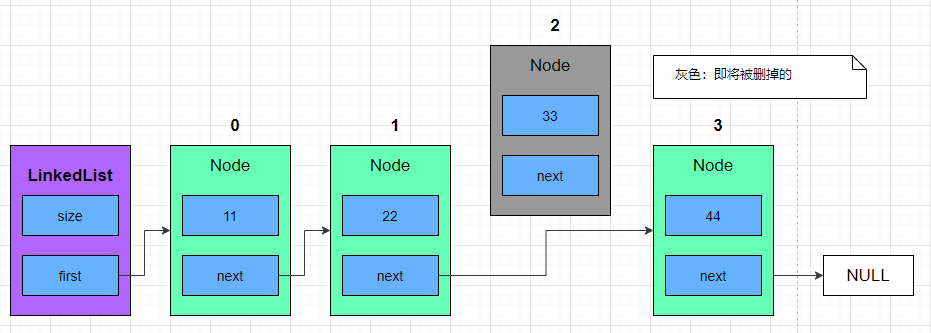 2
Node
33
next
灰色：即将被删掉的
0
1
3
LinkedList
size
first
Node
11
next
Node
22
next
Node
44
next
NULL